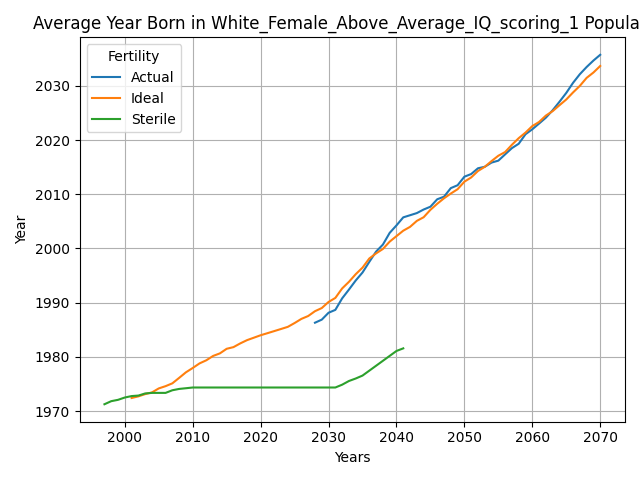 Average Year Born in White_Female_Above_Average_IQ_scoring_1 Popula
Fertility
Actual
Ideal
Sterile
Year
2030
2020
2010
2000
1990
1980
1970
2000 2010 2020 2030 2040 2050 2060 2070
Years